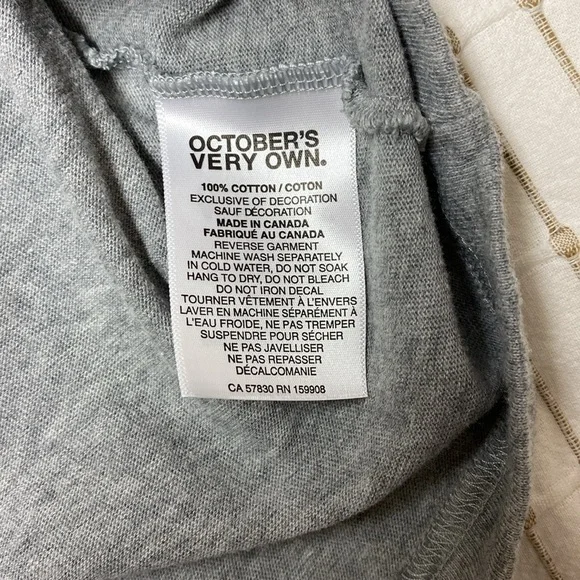 OCTOBER'S
VERY OWN.
100% COTTON / COTON
EXCLUSIVE OF DECORATION
SAUF DÉCORATION
MADE IN CANADA
FABRIQUÉ AU CANADA
REVERSE GARMENT
MACHINE WASH SEPARATELY
IN COLD WATER, DO NOT SOAK
HANG TO DRY, DO NOT BLEACH
DO NOT IRON DECAL
TOURNER VÊTEMENT À L'ENVERS
LAVER EN MACHINE SÉPARÉMENT À
L'EAU FROIDE, NE PAS TREMPER
SUSPENDRE POUR SÉCHER
NE PAS JAVELLISER
NE PAS REPASSER
DÉCALCOMANIE
CA 57830 RN 159908